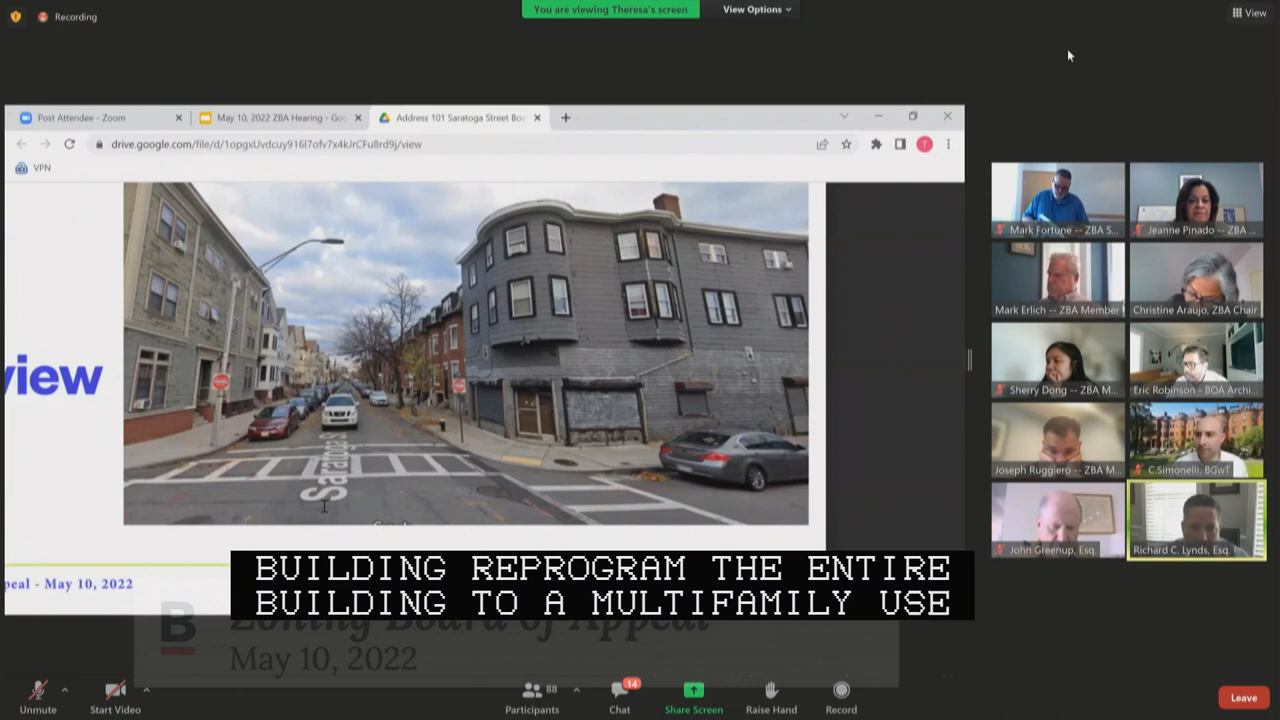 Recording
You are viewing Theresa's screen
View Options
View
Post Attendee - Zoom
May 10, 2022 ZBA Hearing - Goo
Address 101 Saratoga Street Bos
drive.google.com/file/d/1opgxUvdcuy916I7ofv7x4kJrCFu8rd9j/view
T
VPN
view
Saratoga St
Mark Fortune -- ZBA S...
Jeanne Pinado -- ZBA ...
Mark Erlich -- ZBA Member
Christine Araujo, ZBA Chair
Sherry Dong -- ZBA M...
Eric Robinson - BOA Archi...
Joseph Ruggiero -- ZBA M...
C.Simonelli, BGwT
John Greenup, Esq.
Richard C. Lynds, Esq.
BUILDING REPROGRAM THE ENTIRE
BUILDING TO A MULTIFAMILY USE
peal - May 10, 2022
B
Zoning Board of Appeal
May 10, 2022
Unmute
Start Video
88
Participants
14
Chat
Share Screen
Raise Hand
Record
Leave